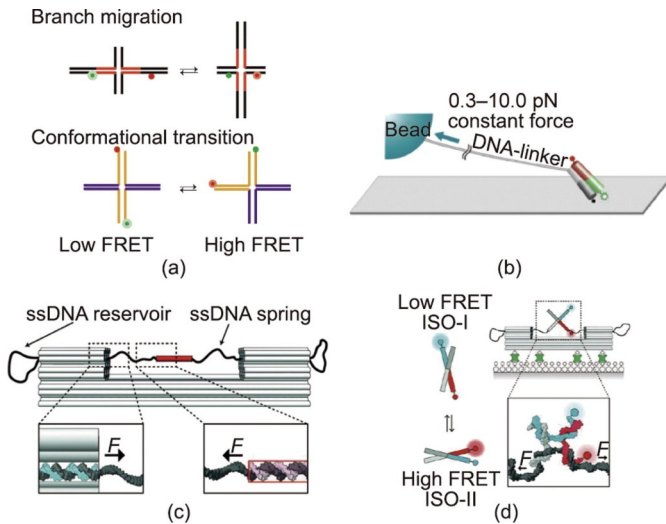 Branch migration
Conformational transition
Low FRET High FRET
(a)
0.3–10.0 pN
constant force
Bead
DNA-linker
(b)
ssDNA reservoir
ssDNA spring
F
F
(c)
Low FRET
ISO-I
High FRET
ISO-II
F
F
(d)